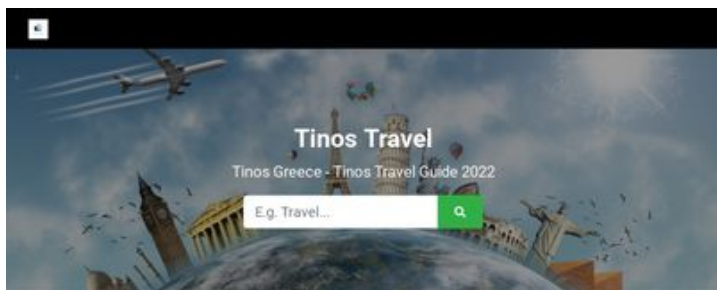 Tinos Travel
Tinos Greece - Tinos Travel Guide 2022
E.g. Travel...